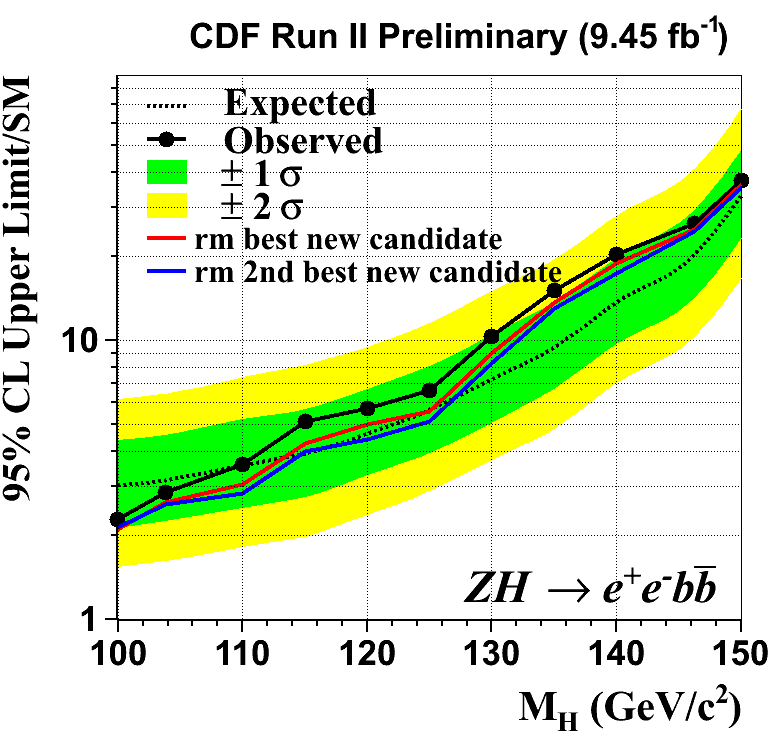 CDF Run II Preliminary (9.45 fb⁻¹)
95% CL Upper Limit/SM
Expected
Observed
± 1 σ
± 2 σ
rm best new candidate
rm 2nd best new candidate
10
1
ZH → e⁺e⁻bb̅
100 110 120 130 140 150
M_H (GeV/c²)